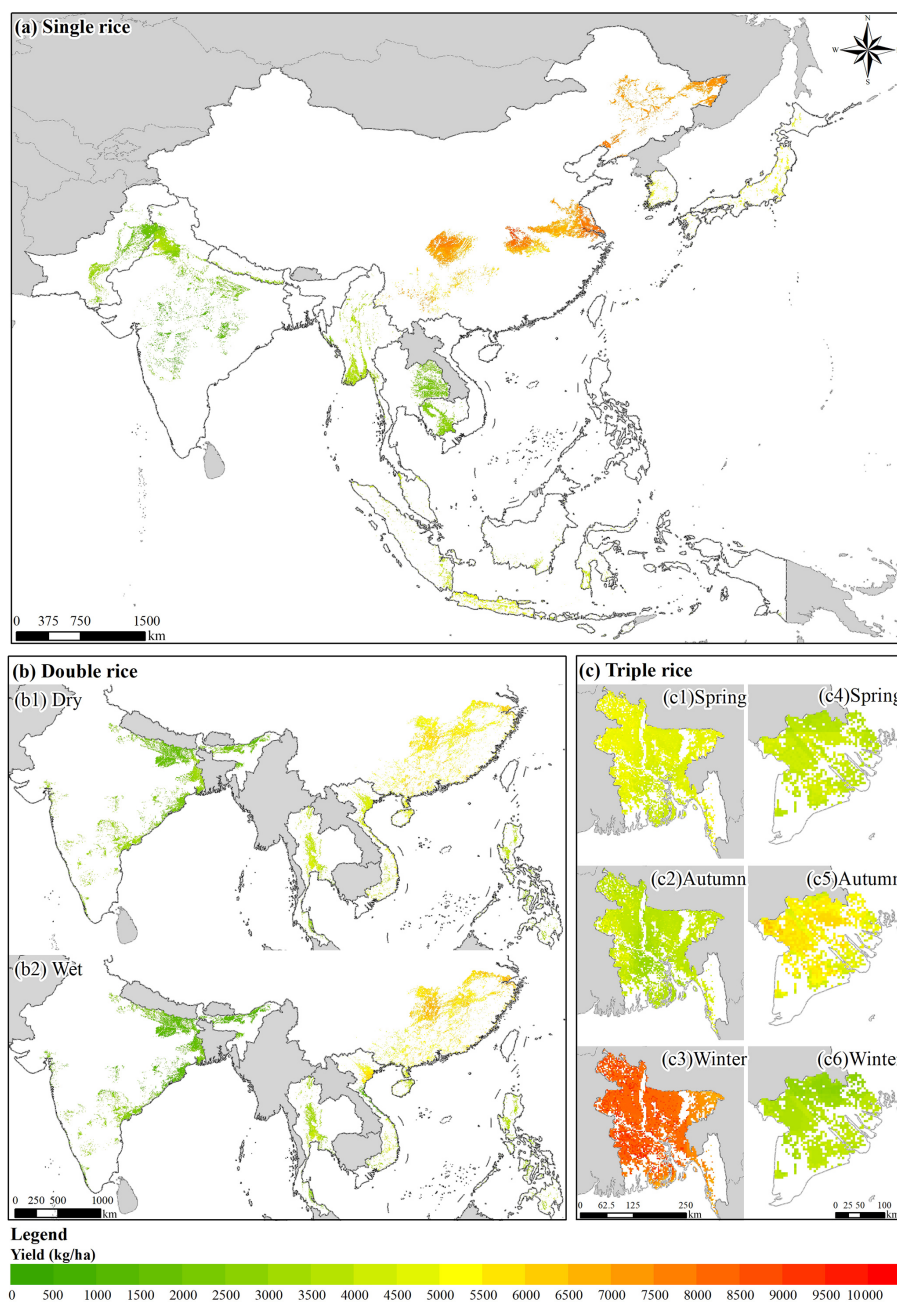 (a) Single rice
N
W
S
0 375 750 1500
km
(b) Double rice
(b1) Dry
(b2) Wet
0 250 500 1000
km
(c) Triple rice
(c1)Spring
(c4)Spring
(c2)Autumn
(c5)Autumn
(c3)Winter
(c6)Winter
0 62.5 125 250
km
0 25 50 100
km
Legend
Yield (kg/ha)
0 500 1000 1500 2000 2500 3000 3500 4000 4500 5000 5500 6000 6500 7000 7500 8000 8500 9000 9500 10000